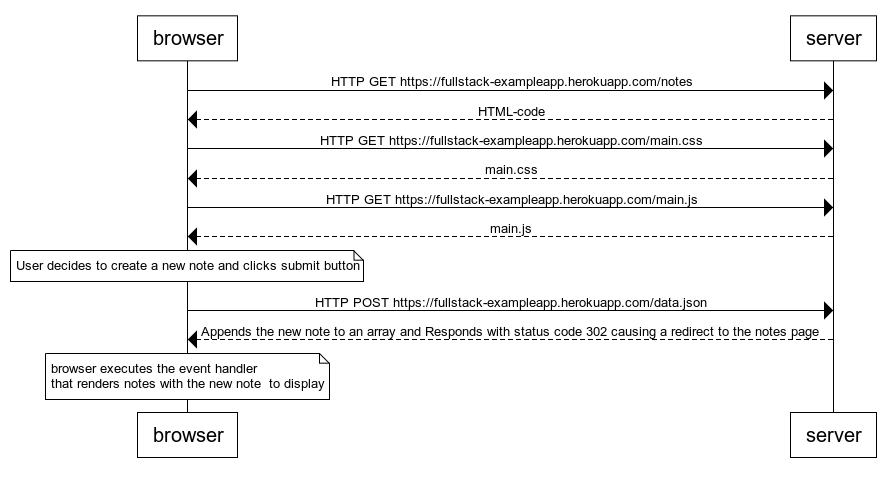 browser
server
HTTP GET https://fullstack-exampleapp.herokuapp.com/notes
HTML-code
HTTP GET https://fullstack-exampleapp.herokuapp.com/main.css
main.css
HTTP GET https://fullstack-exampleapp.herokuapp.com/main.js
main.js
User decides to create a new note and clicks submit button
HTTP POST https://fullstack-exampleapp.herokuapp.com/data.json
Appends the new note to an array and Responds with status code 302 causing a redirect to the notes page
browser executes the event handler
that renders notes with the new note  to display
browser
server